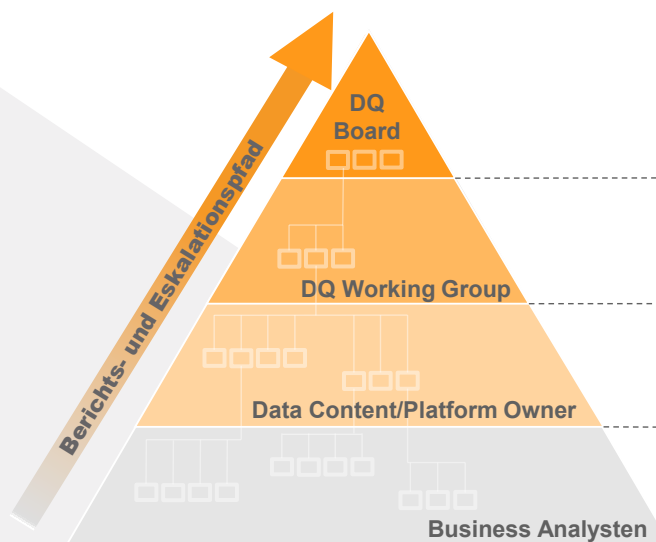 DQ
Board
Berichts- und Eskalationspfad
DQ Working Group
Data Content/Platform Owner
Business Analysten